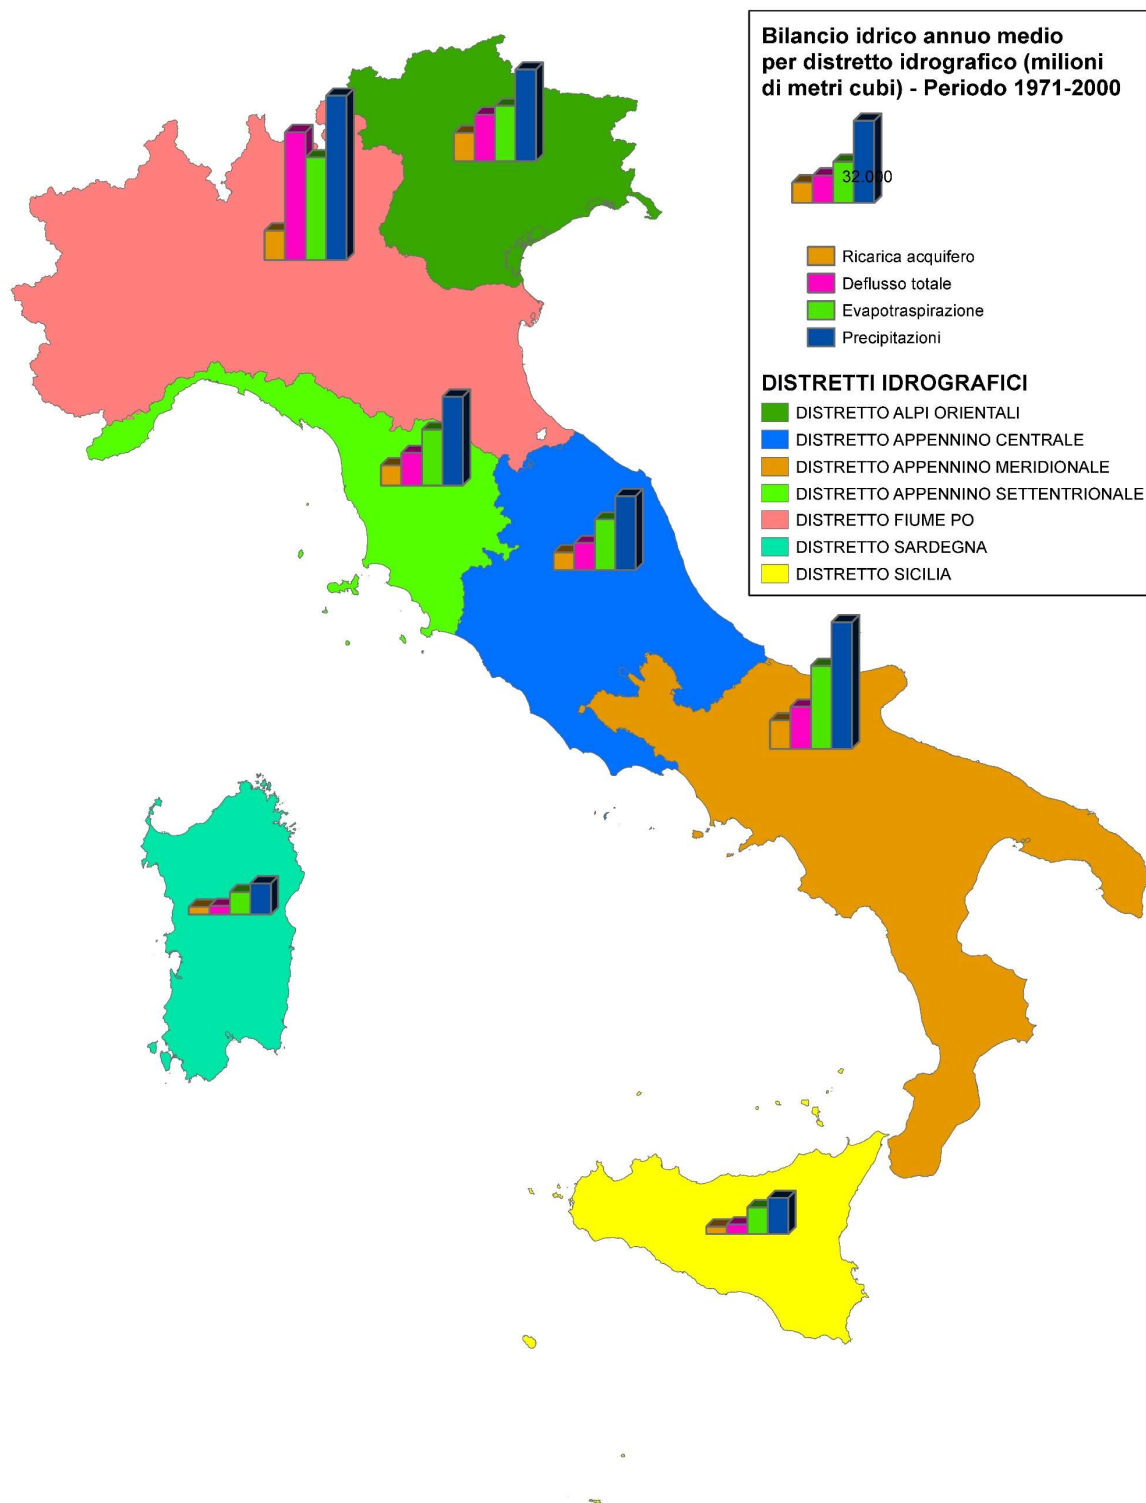 Bilancio idrico annuo medio
per distretto idrografico (milioni
di metri cubi) - Periodo 1971-2000
32.000
Ricarica acquifero
Deflusso totale
Evapotraspirazione
Precipitazioni
DISTRETTI IDROGRAFICI
DISTRETTO ALPI ORIENTALI
DISTRETTO APPENNINO CENTRALE
DISTRETTO APPENNINO MERIDIONALE
DISTRETTO APPENNINO SETTENTRIONALE
DISTRETTO FIUME PO
DISTRETTO SARDEGNA
DISTRETTO SICILIA